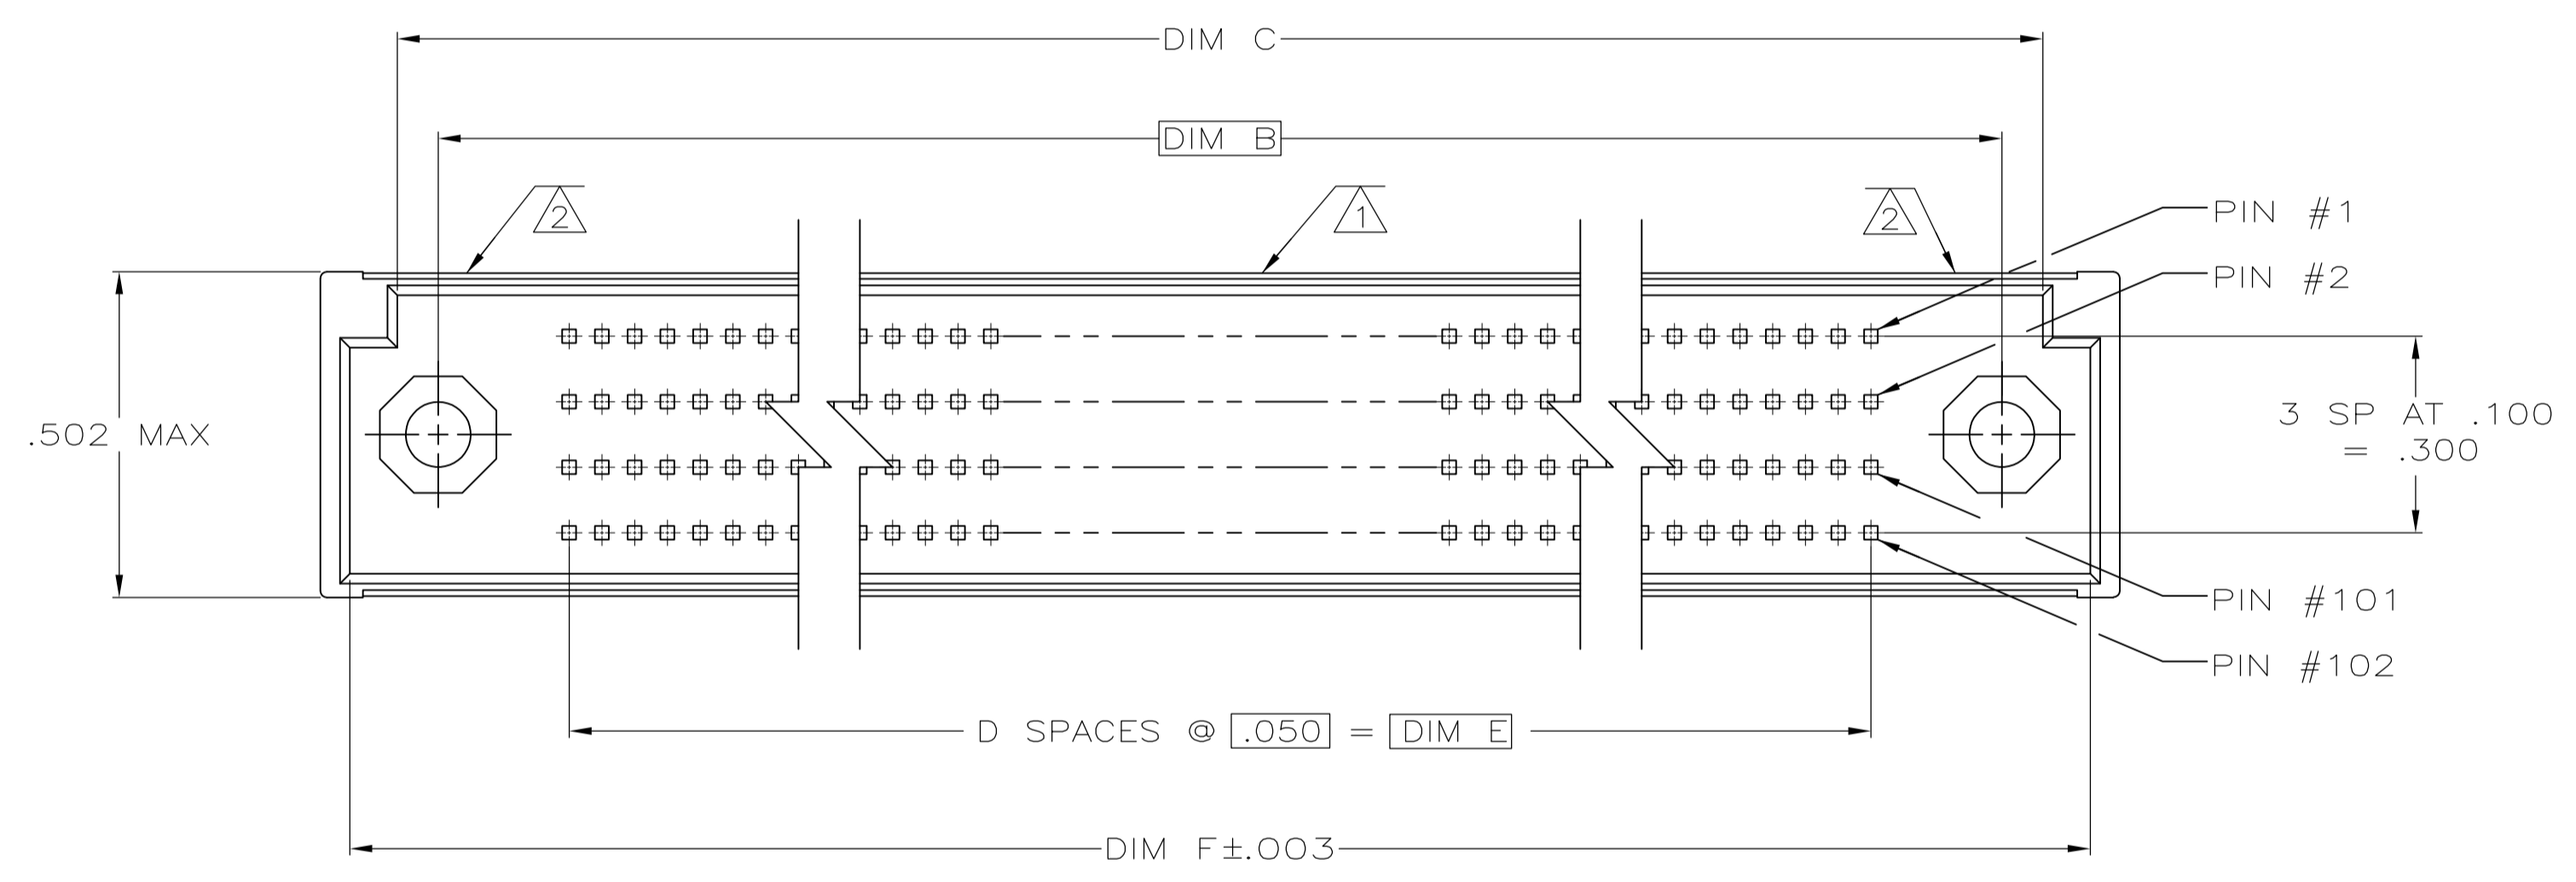 DIM C
DIM B
2
1
2
PIN #1
PIN #2
.502 MAX
3 SP AT .100
= .300
PIN #101
PIN #102
D SPACES @ .050 = DIM E
DIM F±.003